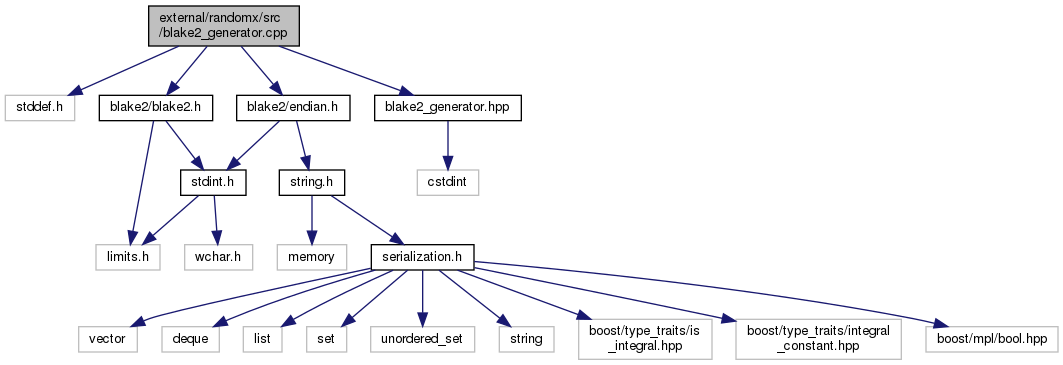 external/randomx/src
/blake2_generator.cpp
stddef.h
blake2/blake2.h
blake2/endian.h
blake2_generator.hpp
stdint.h
string.h
cstdint
limits.h
wchar.h
memory
serialization.h
vector
deque
list
set
unordered_set
string
boost/type_traits/is
_integral.hpp
boost/type_traits/integral
_constant.hpp
boost/mpl/bool.hpp